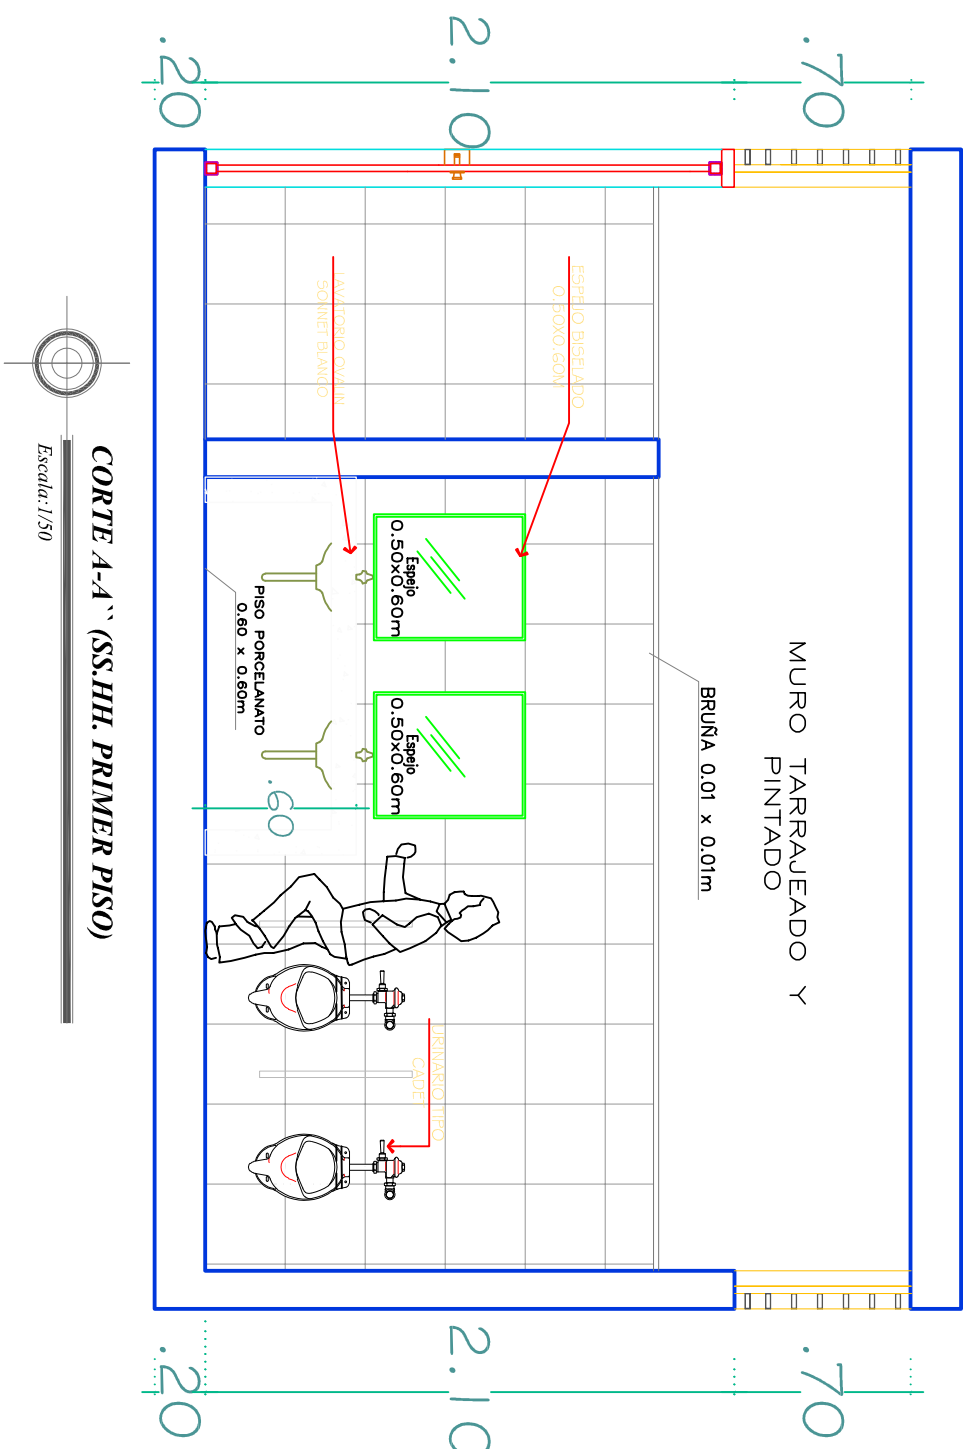 .70
2.10
.20
MURO TARRAJEADO Y
PINTADO
BRUÑA 0.01 x 0.01m
ESPEJO BISELADO
0.50X0.60M
LAVATORIO OVALIN
SONNET BLANCO
Espejo
0.50x0.60m
Espejo
0.50x0.60m
PISO PORCELANATO
0.60 x 0.60m
.60
URINARIO TIPO
CADE
.70
2.10
.20
CORTE A-A`` (SS.HH. PRIMER PISO)
Escala:1/50